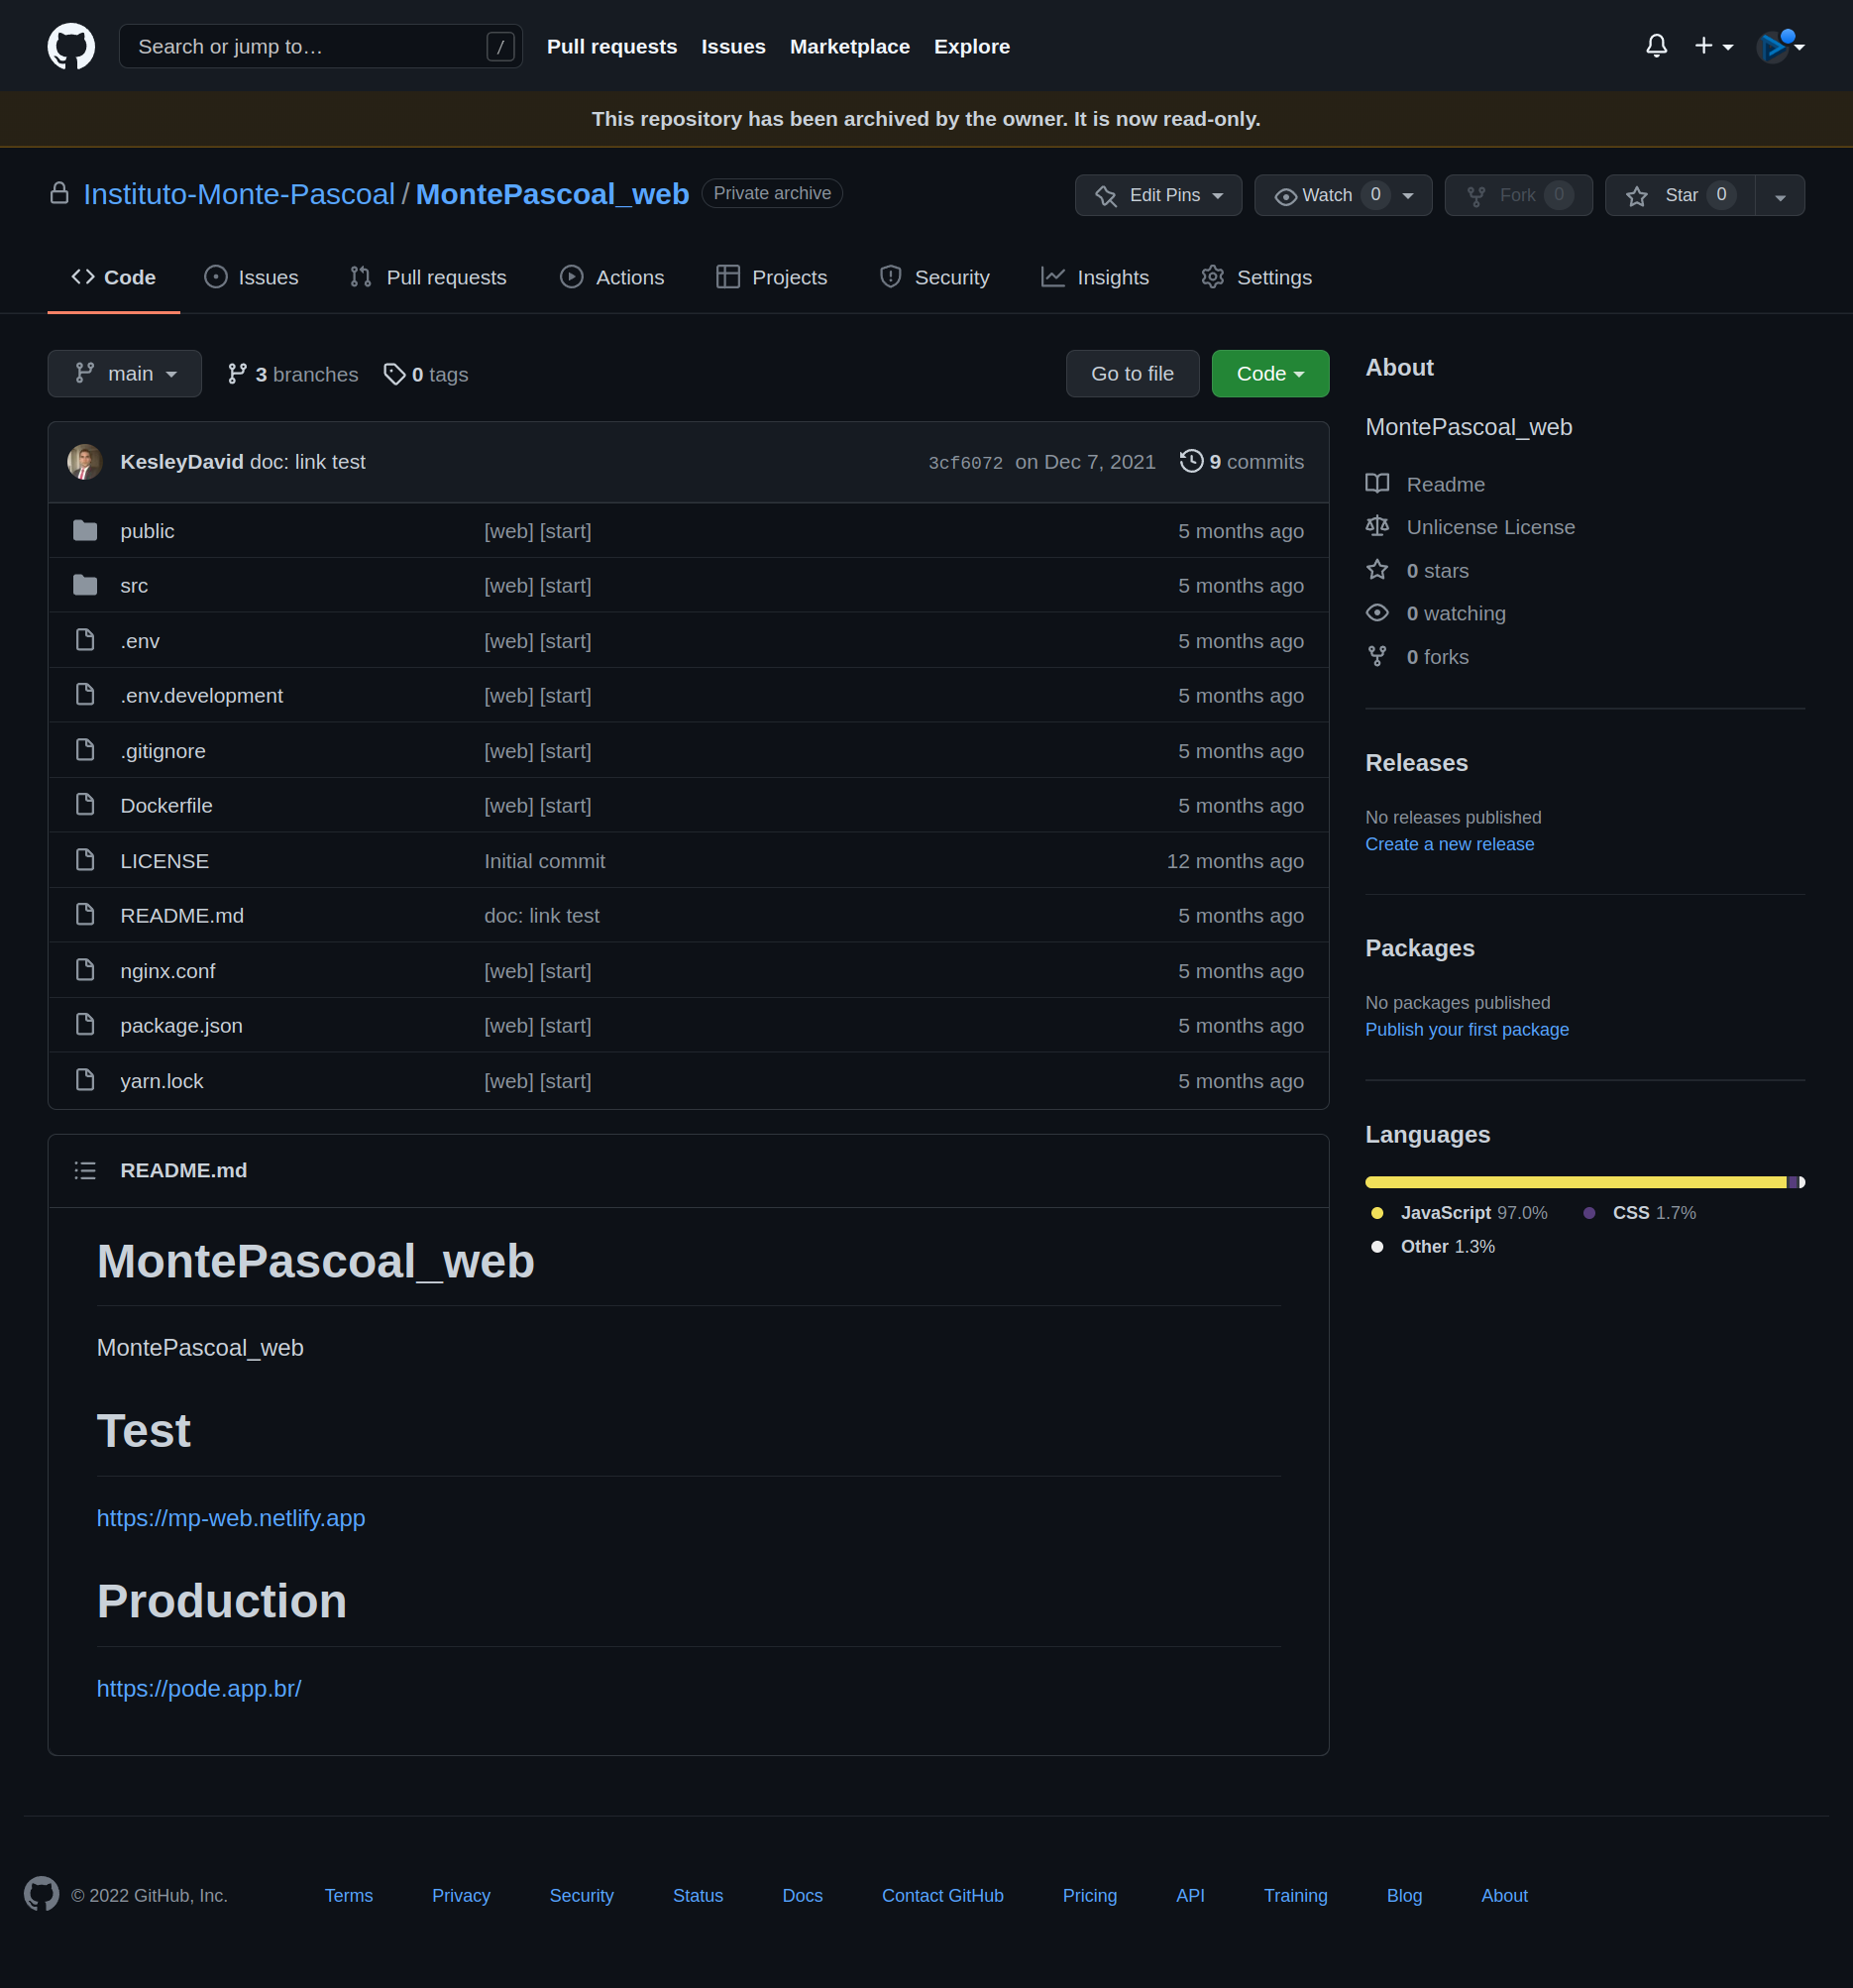 Search or jump to… /
Pull requests Issues Marketplace Explore
This repository has been archived by the owner. It is now read-only.
Instituto-Monte-Pascoal / MontePascoal_web Private archive
Edit Pins Watch 0 Fork 0 Star 0
Code Issues Pull requests Actions Projects Security Insights Settings
main 3 branches 0 tags Go to file Code
KesleyDavid doc: link test 3cf6072 on Dec 7, 2021 9 commits
public [web] [start] 5 months ago
src [web] [start] 5 months ago
.env [web] [start] 5 months ago
.env.development [web] [start] 5 months ago
.gitignore [web] [start] 5 months ago
Dockerfile [web] [start] 5 months ago
LICENSE Initial commit 12 months ago
README.md doc: link test 5 months ago
nginx.conf [web] [start] 5 months ago
package.json [web] [start] 5 months ago
yarn.lock [web] [start] 5 months ago
README.md
MontePascoal_web
MontePascoal_web
Test
https://mp-web.netlify.app
Production
https://pode.app.br/
About
MontePascoal_web
Readme
Unlicense License
0 stars
0 watching
0 forks
Releases
No releases published
Create a new release
Packages
No packages published
Publish your first package
Languages
JavaScript 97.0% CSS 1.7%
Other 1.3%
© 2022 GitHub, Inc. Terms Privacy Security Status Docs Contact GitHub Pricing API Training Blog About